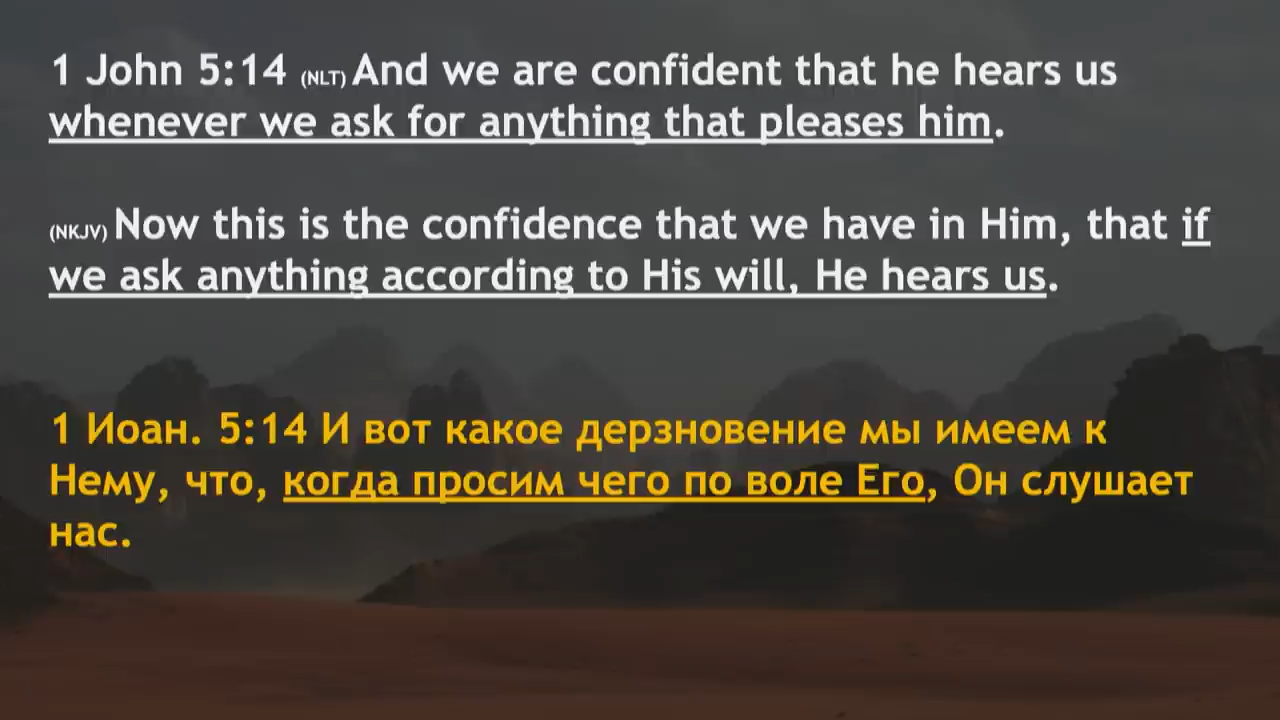 1 John 5:14 (NLT) And we are confident that he hears us
whenever we ask for anything that pleases him.
(NKJV) Now this is the confidence that we have in Him, that if
we ask anything according to His will, He hears us.
1 Иоан. 5:14 И вот какое дерзновение мы имеем к
Нему, что, когда просим чего по воле Его, Он слушает
нас.